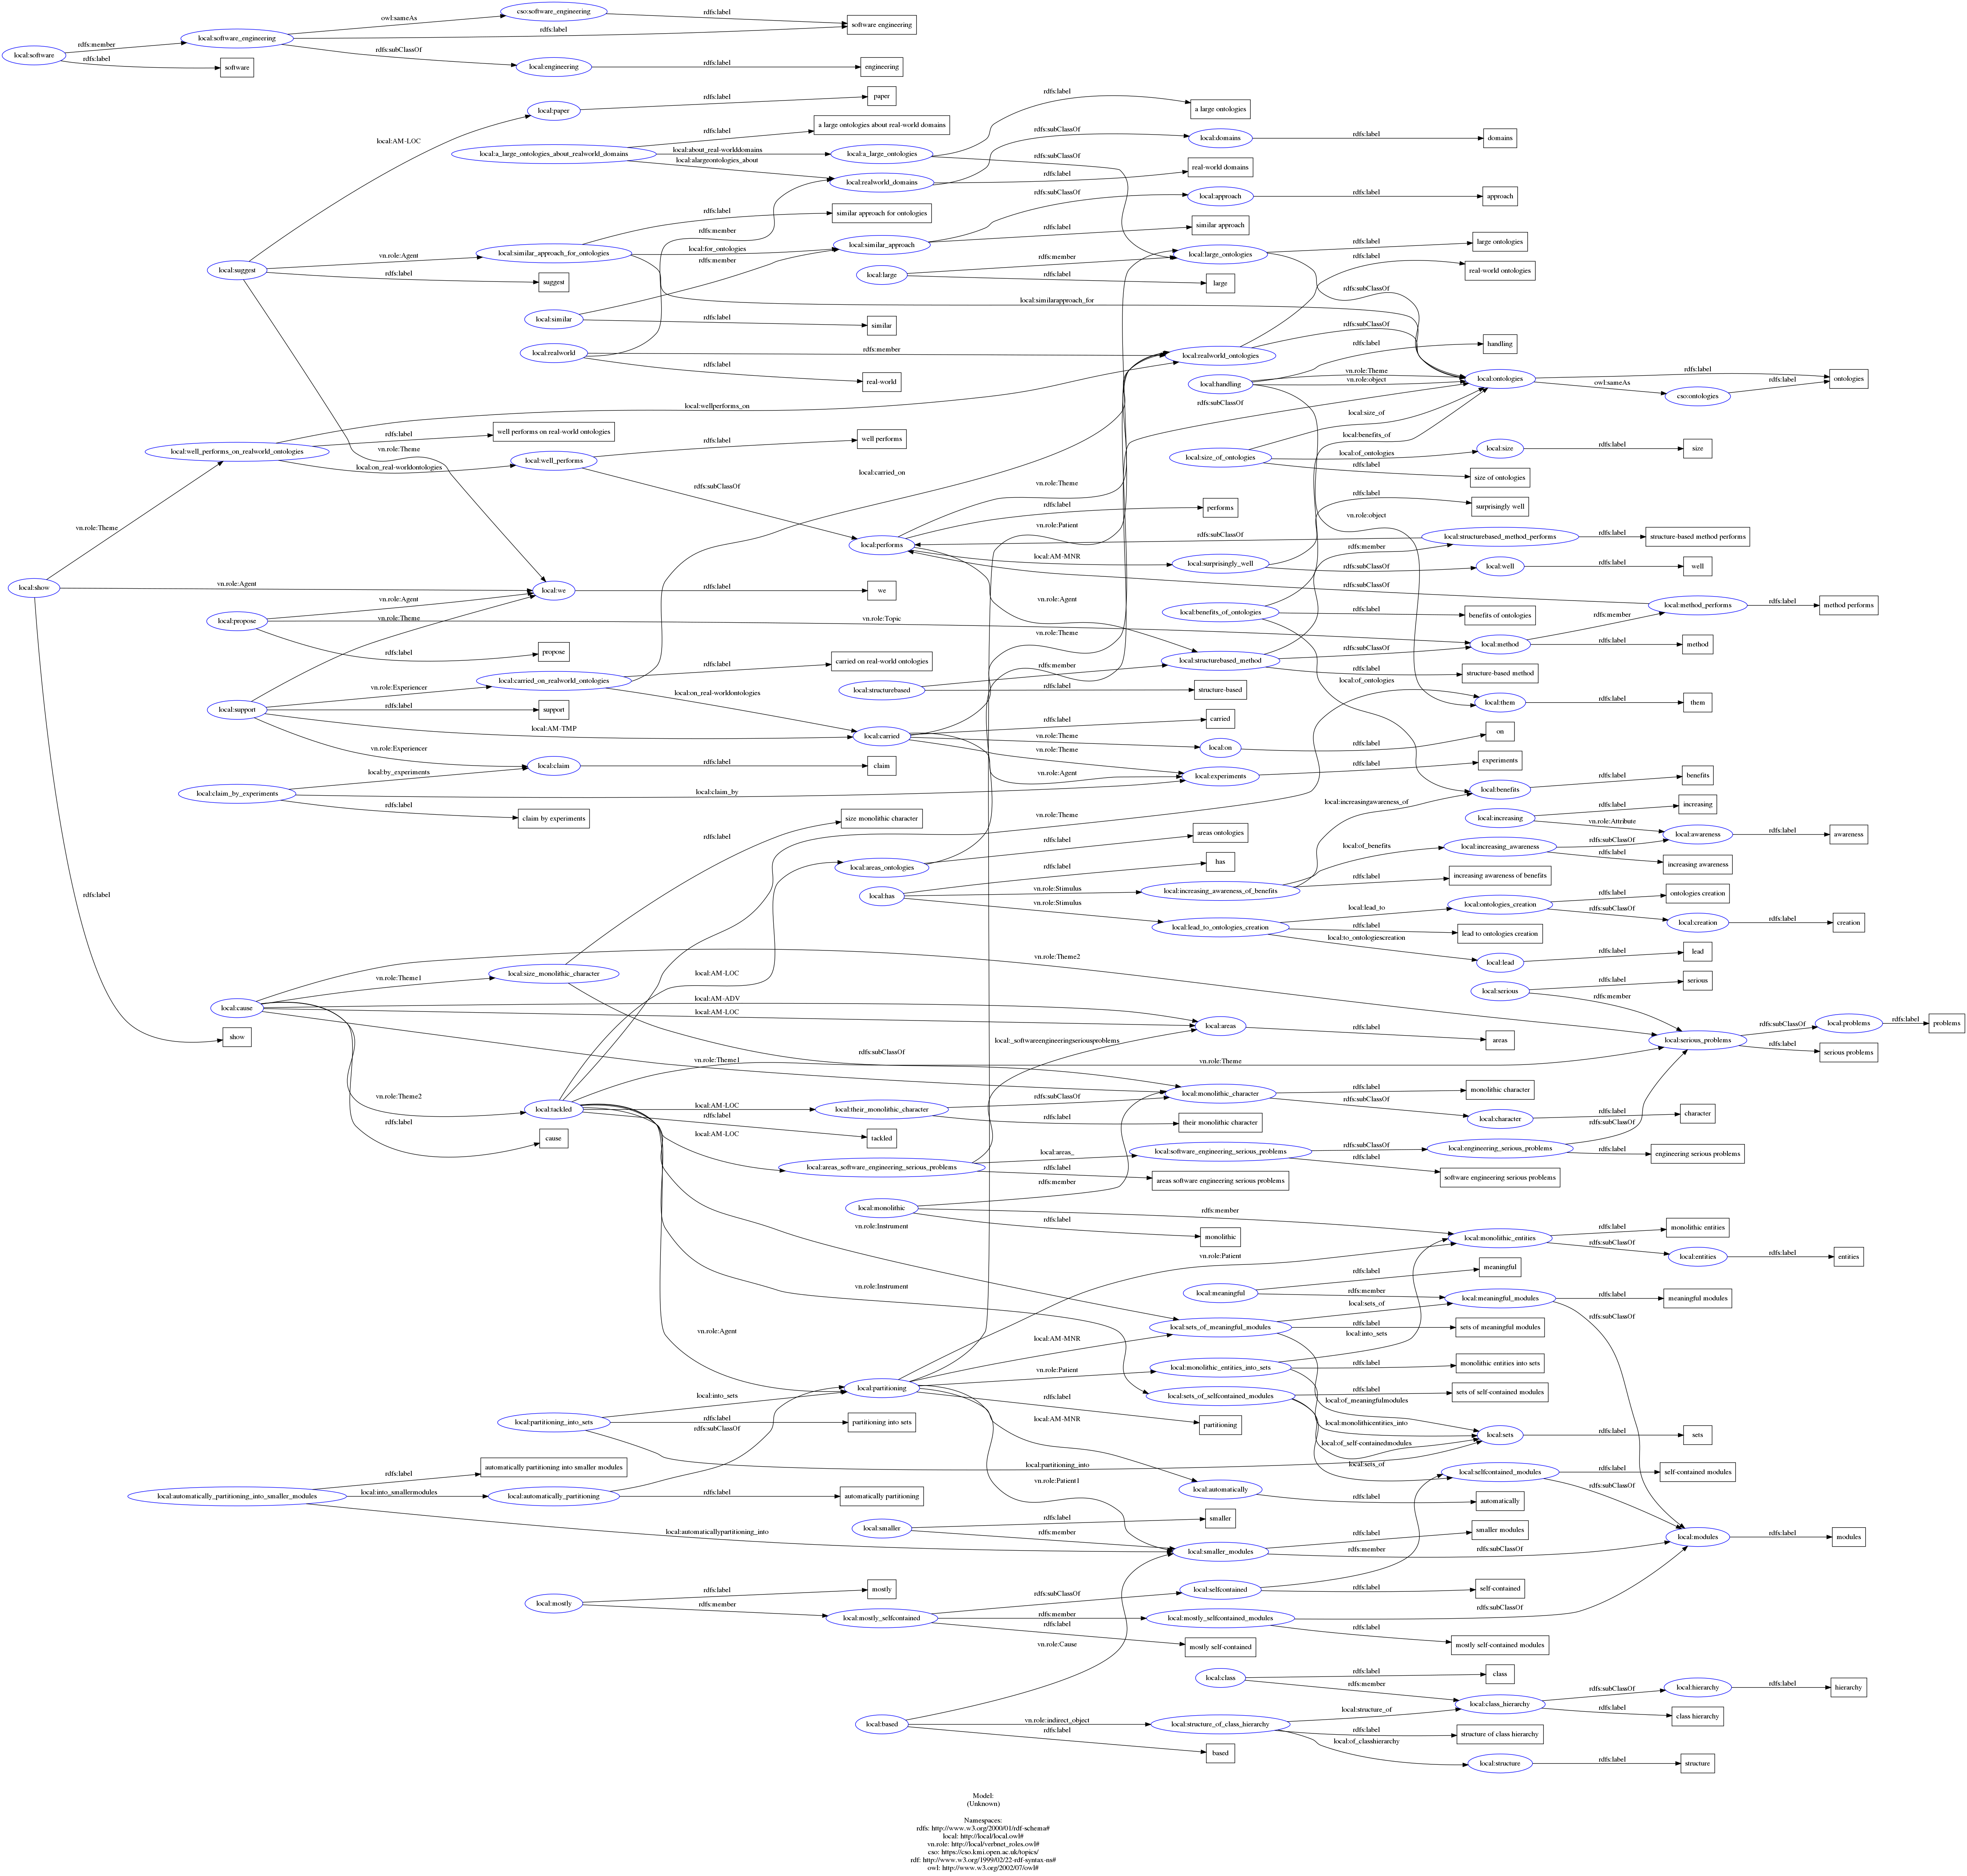 cso:software_engineering
rdfs:label
owl:sameAs
software engineering
local:software_engineering
rdfs:label
rdfs:member
local:software
rdfs:subClassOf
rdfs:label
software
local:engineering
rdfs:label
engineering
paper
rdfs:label
local:paper
rdfs:label
a large ontologies
rdfs:label
a large ontologies about real-world domains
local:AM-LOC
rdfs:subClassOf
local:domains
rdfs:label
domains
local:a_large_ontologies_about_realworld_domains
local:about_real-worlddomains
local:a_large_ontologies
local:alargeontologies_about
rdfs:subClassOf
real-world domains
rdfs:label
local:realworld_domains
rdfs:subClassOf
local:approach
rdfs:label
approach
rdfs:label
similar approach for ontologies
rdfs:member
similar approach
rdfs:label
local:similar_approach
local:for_ontologies
rdfs:label
large ontologies
local:similar_approach_for_ontologies
vn.role:Agent
local:large_ontologies
rdfs:member
rdfs:member
rdfs:label
local:suggest
rdfs:label
suggest
local:large
rdfs:label
large
real-world ontologies
rdfs:subClassOf
local:similarapproach_for
local:similar
rdfs:label
similar
rdfs:subClassOf
local:realworld
rdfs:member
local:realworld_ontologies
rdfs:label
handling
rdfs:label
real-world
local:handling
vn.role:Theme
vn.role:object
local:ontologies
rdfs:label
ontologies
owl:sameAs
rdfs:label
cso:ontologies
rdfs:subClassOf
local:wellperforms_on
local:size_of
rdfs:label
well performs on real-world ontologies
local:well_performs_on_realworld_ontologies
vn.role:Theme
rdfs:label
well performs
local:benefits_of
local:on_real-worldontologies
local:well_performs
local:carried_on
local:size_of_ontologies
local:of_ontologies
local:size
rdfs:label
size
rdfs:label
size of ontologies
rdfs:subClassOf
vn.role:Theme
rdfs:label
surprisingly well
rdfs:label
performs
vn.role:object
vn.role:Theme
vn.role:Patient
local:performs
rdfs:subClassOf
local:structurebased_method_performs
rdfs:label
structure-based method performs
rdfs:member
local:AM-MNR
local:surprisingly_well
rdfs:subClassOf
local:well
rdfs:label
well
local:show
vn.role:Agent
local:we
rdfs:label
we
rdfs:subClassOf
vn.role:Agent
local:method_performs
rdfs:label
method performs
vn.role:Agent
local:benefits_of_ontologies
rdfs:label
benefits of ontologies
rdfs:member
local:propose
vn.role:Theme
vn.role:Topic
local:method
rdfs:label
method
rdfs:label
propose
vn.role:Theme
rdfs:subClassOf
local:structurebased_method
rdfs:label
structure-based method
rdfs:label
carried on real-world ontologies
rdfs:member
local:carried_on_realworld_ontologies
vn.role:Experiencer
local:structurebased
rdfs:label
structure-based
local:of_ontologies
local:on_real-worldontologies
local:them
rdfs:label
them
local:support
rdfs:label
support
rdfs:label
carried
local:AM-TMP
local:carried
vn.role:Theme
local:on
rdfs:label
on
vn.role:Theme
vn.role:Experiencer
local:claim
rdfs:label
claim
vn.role:Agent
local:experiments
rdfs:label
experiments
local:by_experiments
local:claim_by_experiments
local:claim_by
rdfs:label
claim by experiments
local:benefits
rdfs:label
benefits
local:increasingawareness_of
size monolithic character
rdfs:label
vn.role:Theme
local:increasing
rdfs:label
increasing
vn.role:Attribute
local:awareness
rdfs:label
awareness
rdfs:label
areas ontologies
rdfs:subClassOf
local:of_benefits
local:increasing_awareness
rdfs:label
increasing awareness
local:areas_ontologies
rdfs:label
has
local:has
vn.role:Stimulus
local:increasing_awareness_of_benefits
rdfs:label
increasing awareness of benefits
vn.role:Stimulus
local:lead_to
local:ontologies_creation
rdfs:label
ontologies creation
rdfs:subClassOf
local:creation
rdfs:label
creation
local:lead_to_ontologies_creation
rdfs:label
lead to ontologies creation
local:to_ontologiescreation
local:lead
rdfs:label
lead
rdfs:label
vn.role:Theme2
local:size_monolithic_character
vn.role:Theme1
local:AM-LOC
local:serious
rdfs:label
serious
rdfs:member
local:cause
local:AM-ADV
local:AM-LOC
local:areas
rdfs:label
areas
show
local:problems
rdfs:label
problems
rdfs:subClassOf
local:serious_problems
rdfs:label
serious problems
local:_softwareengineeringseriousproblems
rdfs:subClassOf
vn.role:Theme1
vn.role:Theme
vn.role:Theme2
local:monolithic_character
rdfs:label
monolithic character
rdfs:subClassOf
local:tackled
local:AM-LOC
local:their_monolithic_character
rdfs:subClassOf
local:character
rdfs:label
character
rdfs:label
rdfs:label
cause
rdfs:label
tackled
rdfs:label
their monolithic character
rdfs:subClassOf
local:AM-LOC
local:areas_software_engineering_serious_problems
local:areas_
local:software_engineering_serious_problems
rdfs:subClassOf
local:engineering_serious_problems
rdfs:label
engineering serious problems
rdfs:label
areas software engineering serious problems
rdfs:label
software engineering serious problems
rdfs:member
local:monolithic
rdfs:member
rdfs:label
monolithic
vn.role:Instrument
local:monolithic_entities
rdfs:label
monolithic entities
rdfs:subClassOf
local:entities
rdfs:label
entities
vn.role:Patient
rdfs:label
meaningful
vn.role:Instrument
local:meaningful
rdfs:member
local:meaningful_modules
rdfs:label
meaningful modules
local:sets_of
rdfs:subClassOf
vn.role:Agent
local:AM-MNR
local:sets_of_meaningful_modules
rdfs:label
sets of meaningful modules
local:into_sets
vn.role:Patient
local:monolithic_entities_into_sets
rdfs:label
monolithic entities into sets
local:partitioning
local:sets_of_selfcontained_modules
rdfs:label
sets of self-contained modules
local:of_meaningfulmodules
local:into_sets
rdfs:label
partitioning
local:AM-MNR
local:partitioning_into_sets
rdfs:label
partitioning into sets
rdfs:subClassOf
local:monolithicentities_into
local:sets
rdfs:label
sets
local:of_self-containedmodules
local:partitioning_into
local:sets_of
rdfs:label
automatically partitioning into smaller modules
vn.role:Patient1
local:selfcontained_modules
rdfs:label
self-contained modules
rdfs:subClassOf
local:automatically
rdfs:label
automatically
local:automatically_partitioning_into_smaller_modules
local:into_smallermodules
local:automatically_partitioning
rdfs:label
automatically partitioning
local:automaticallypartitioning_into
local:smaller
rdfs:label
smaller
rdfs:member
rdfs:label
smaller modules
local:smaller_modules
rdfs:member
rdfs:subClassOf
local:modules
rdfs:label
modules
local:mostly
rdfs:label
mostly
rdfs:member
rdfs:subClassOf
local:selfcontained
rdfs:label
self-contained
local:mostly_selfcontained
rdfs:member
local:mostly_selfcontained_modules
rdfs:subClassOf
rdfs:label
mostly self-contained
rdfs:label
mostly self-contained modules
vn.role:Cause
local:class
rdfs:label
class
rdfs:member
local:class_hierarchy
rdfs:subClassOf
local:hierarchy
rdfs:label
hierarchy
rdfs:label
class hierarchy
local:based
vn.role:indirect_object
local:structure_of_class_hierarchy
local:structure_of
rdfs:label
structure of class hierarchy
rdfs:label
based
local:of_classhierarchy
local:structure
rdfs:label
structure
Model:
(Unknown)
Namespaces:
rdfs: http://www.w3.org/2000/01/rdf-schema#
local: http://local/local.owl#
vn.role: http://local/verbnet_roles.owl#
cso: https://cso.kmi.open.ac.uk/topics/
rdf: http://www.w3.org/1999/02/22-rdf-syntax-ns#
owl: http://www.w3.org/2002/07/owl#